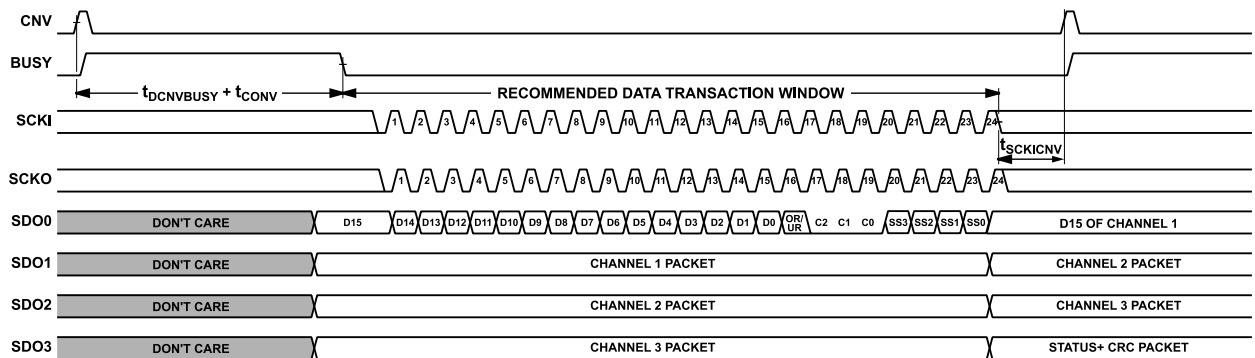 CNV
BUSY
tDCNVBUSY + tCONV
RECOMMENDED DATA TRANSACTION WINDOW
SCKI
1 2 3 4 5 6 7 8 9 10 11 12 13 14 15 16 17 18 19 20 21 22 23 24
tSCKICNV
SCKO
1 2 3 4 5 6 7 8 9 10 11 12 13 14 15 16 17 18 19 20 21 22 23 24
SDO0 DON'T CARE D15 D14 D13 D12 D11 D10 D9 D8 D7 D6 D5 D4 D3 D2 D1 D0 OR/UR C2 C1 C0 SS3 SS2 SS1 SS0 D15 OF CHANNEL 1
SDO1 DON'T CARE CHANNEL 1 PACKET CHANNEL 2 PACKET
SDO2 DON'T CARE CHANNEL 2 PACKET CHANNEL 3 PACKET
SDO3 DON'T CARE CHANNEL 3 PACKET STATUS+ CRC PACKET